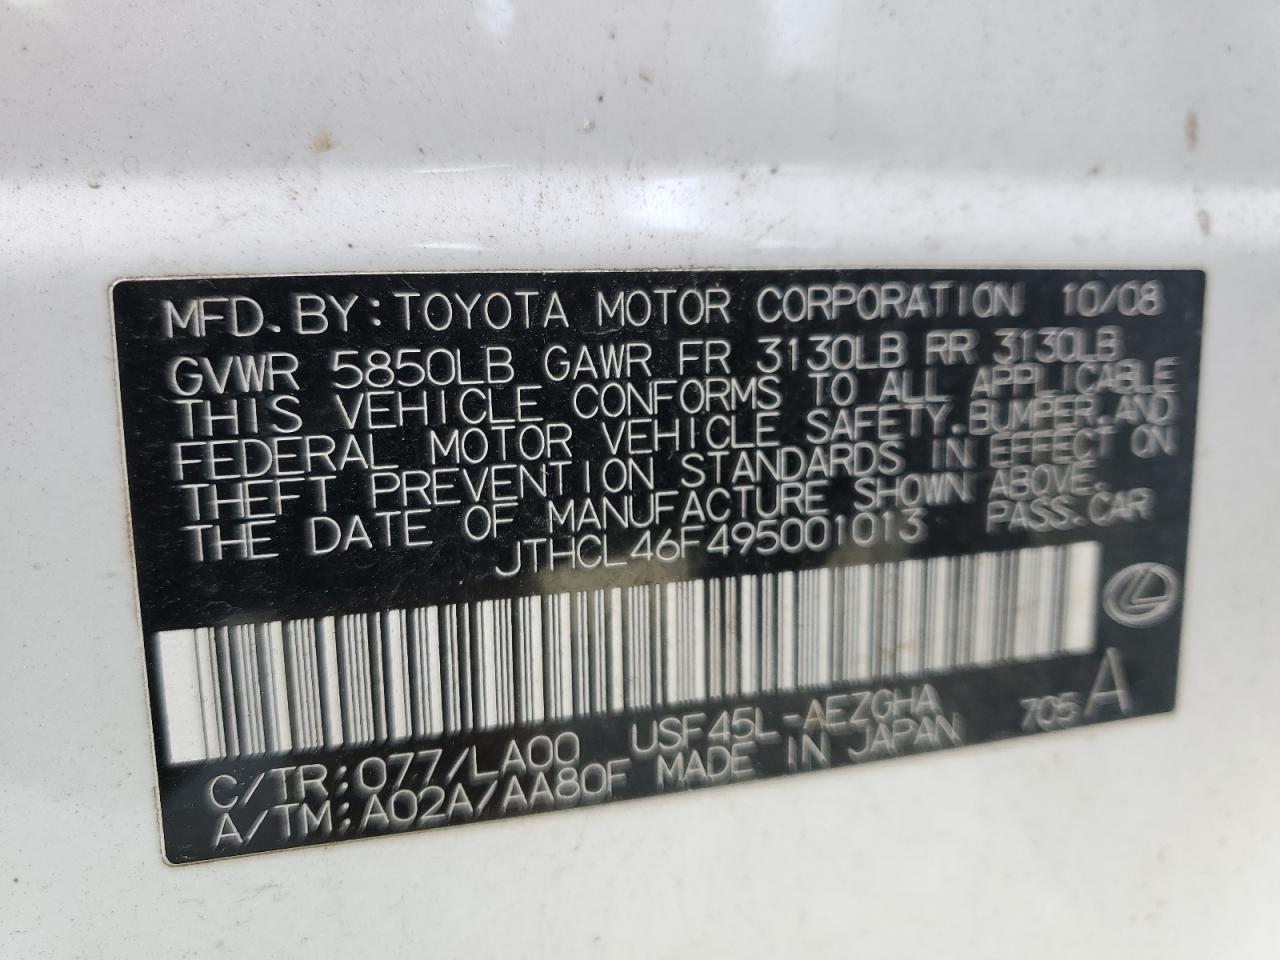 MFD. BY: TOYOTA MOTOR CORPORATION 10/08
GVWR 5850LB GAWR FR 3130LB RR 3130LB
THIS VEHICLE CONFORMS TO ALL APPLICABLE
FEDERAL MOTOR VEHICLE SAFETY, BUMPER, AND
THEFT PREVENTION STANDARDS IN EFFECT ON
THE DATE OF MANUFACTURE SHOWN ABOVE.
JTHCL46F495001013 PASS. CAR
C/TR: 077/LA00 USF45L-AEZGHA 705 A
A/TM: A02A/AA80F MADE IN JAPAN